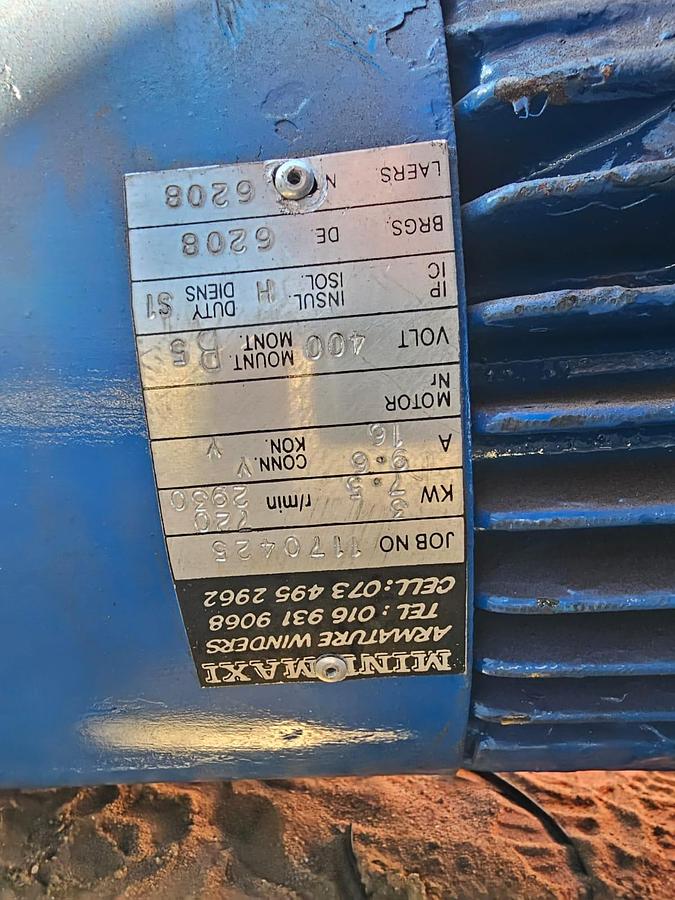 MINI MAXI
ARMATURE WINDERS
TEL: 016 931 9068
CELL: 073 495 2962
JOB NO 1170425
KW 3 7.5 r/min 720 2930
A 9.6 16 CONN. KON. Y Y
MOTOR Nr
VOLT 400 MOUNT. MONT. B5
IP IC INSUL. ISOL. H DUTY DIENS S1
BRGS. DE 6208
LAERS. N 6208